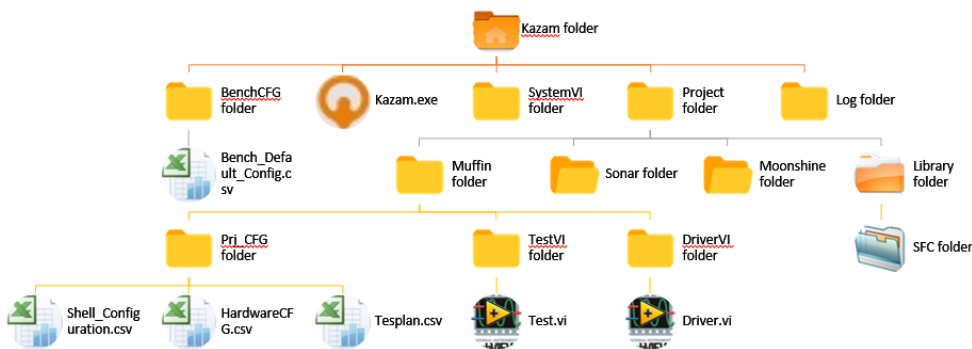 Kazam folder
BenchCFG
folder
Kazam.exe
SystemVI
folder
Project
folder
Log folder
Bench_Defa
ult_Config.c
sv
Muffin
folder
Sonar folder
Moonshine
folder
Library
folder
Prj_CFG
folder
TestVI
folder
DriverVI
folder
SFC folder
Shell_Config
uration.csv
HardwareCF
G.csv
Tesplan.csv
Test.vi
Driver.vi